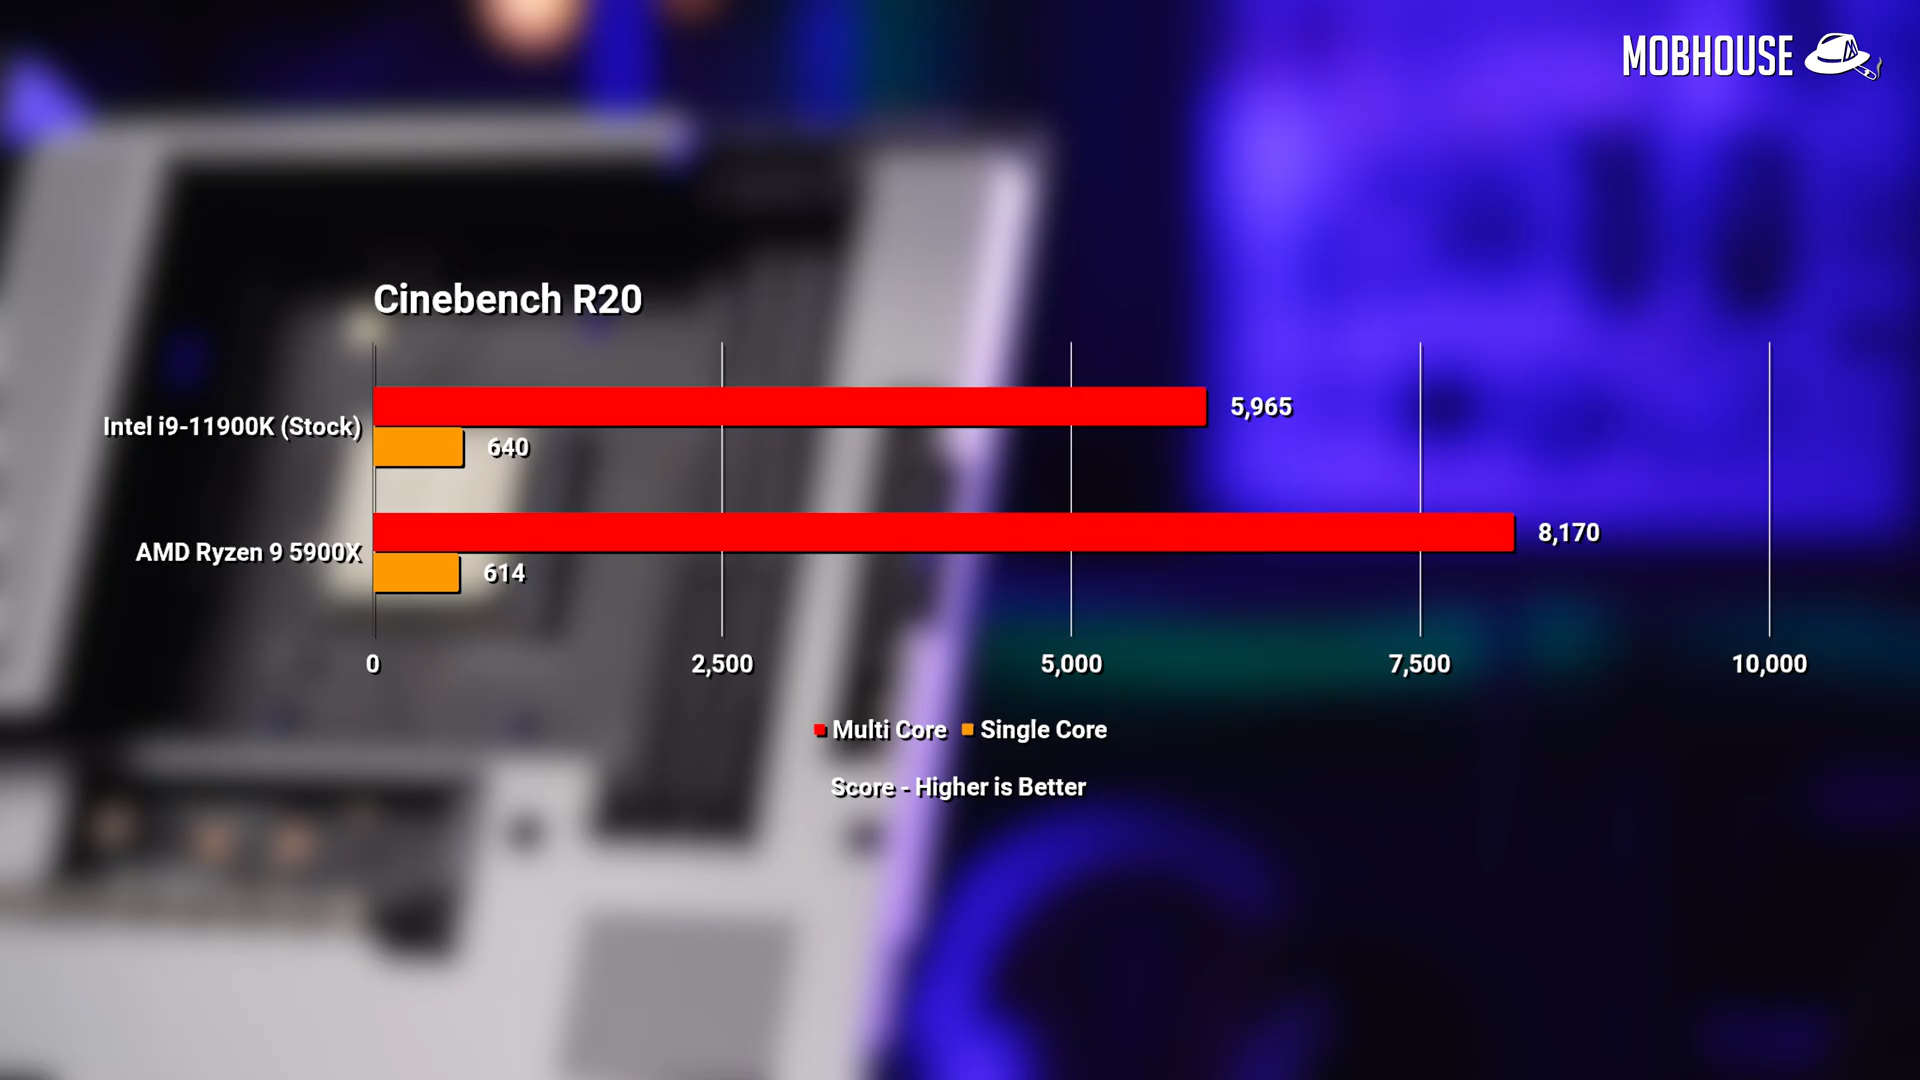 MOBHOUSE
Cinebench R20
Intel i9-11900K (Stock)
5,965
640
AMD Ryzen 9 5900X
8,170
614
0 2,500 5,000 7,500 10,000
Multi Core Single Core
Score - Higher is Better